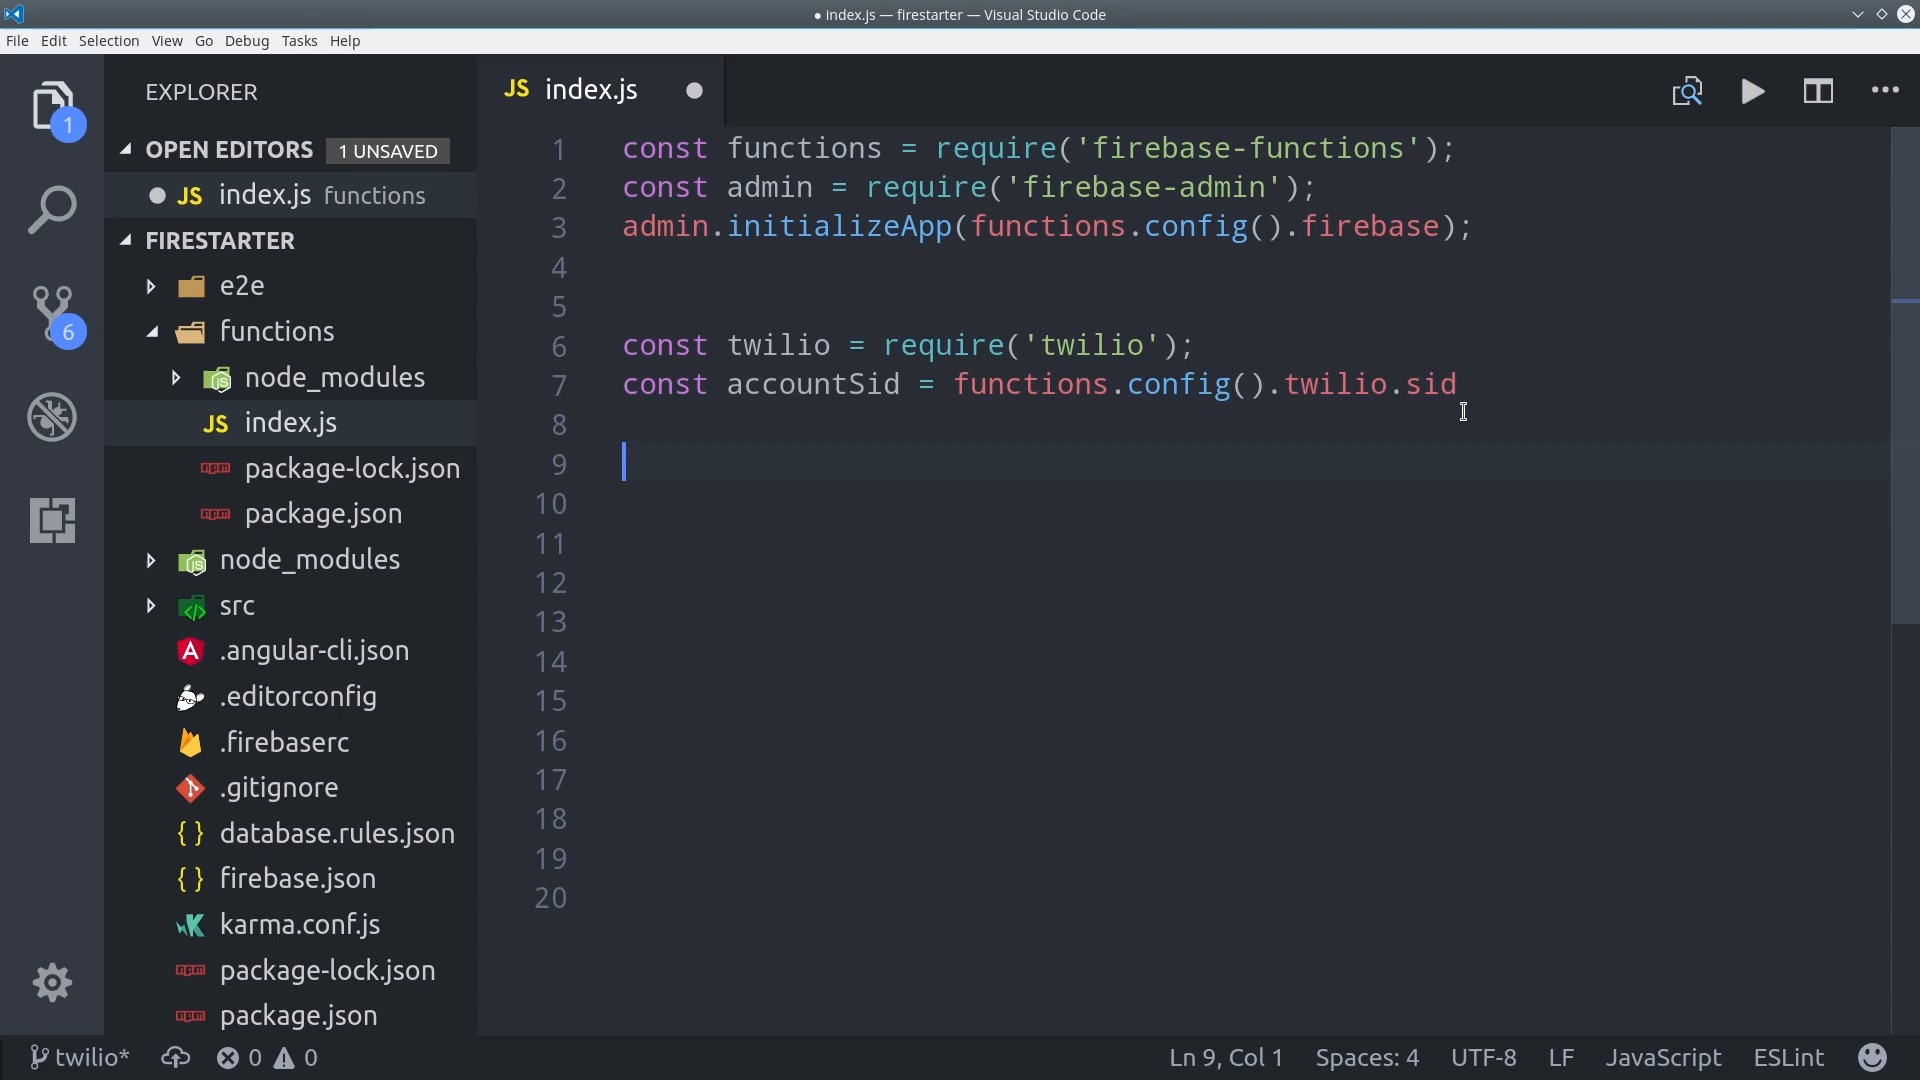 ● index.js — firestarter — Visual Studio Code
File Edit Selection View Go Debug Tasks Help
EXPLORER
1
OPEN EDITORS 1 UNSAVED
JS index.js functions
FIRESTARTER
e2e
6
functions
node_modules
JS index.js
package-lock.json
package.json
node_modules
src
.angular-cli.json
.editorconfig
.firebaserc
.gitignore
{ } database.rules.json
{ } firebase.json
karma.conf.js
package-lock.json
package.json
JS index.js ●
1 const functions = require('firebase-functions');
2 const admin = require('firebase-admin');
3 admin.initializeApp(functions.config().firebase);
4
5
6 const twilio = require('twilio');
7 const accountSid = functions.config().twilio.sid
8
9
10
11
12
13
14
15
16
17
18
19
20
twilio* 0 0 Ln 9, Col 1 Spaces: 4 UTF-8 LF JavaScript ESLint